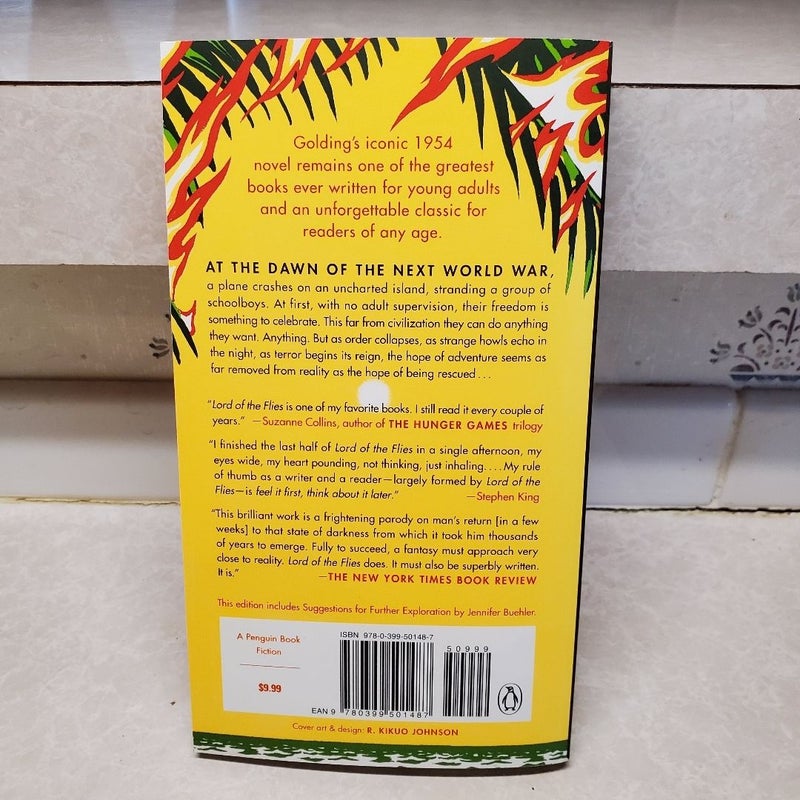 Golding's iconic 1954
novel remains one of the greatest
books ever written for young adults
and an unforgettable classic for
readers of any age.
AT THE DAWN OF THE NEXT WORLD WAR,
a plane crashes on an uncharted island, stranding a group of
schoolboys. At first, with no adult supervision, their freedom is
something to celebrate. This far from civilization they can do anything
they want. Anything. But as order collapses, as strange howls echo in
the night, as terror begins its reign, the hope of adventure seems as
far removed from reality as the hope of being rescued...
"Lord of the Flies is one of my favorite books. I still read it every couple of
years." —Suzanne Collins, author of THE HUNGER GAMES trilogy
"I finished the last half of Lord of the Flies in a single afternoon, my
eyes wide, my heart pounding, not thinking, just inhaling....My rule
of thumb as a writer and a reader—largely formed by Lord of the
Flies—is feel it first, think about it later." —Stephen King
"This brilliant work is a frightening parody on man's return [in a few
weeks] to that state of darkness from which it took him thousands
of years to emerge. Fully to succeed, a fantasy must approach very
close to reality. Lord of the Flies does. It must also be superbly written.
It is." —THE NEW YORK TIMES BOOK REVIEW
This edition includes Suggestions for Further Exploration by Jennifer Buehler.
A Penguin Book
Fiction
$9.99
ISBN 978-0-399-50148-7
50999
EAN 9 780399 501487
Cover art & design: R. KIKUO JOHNSON